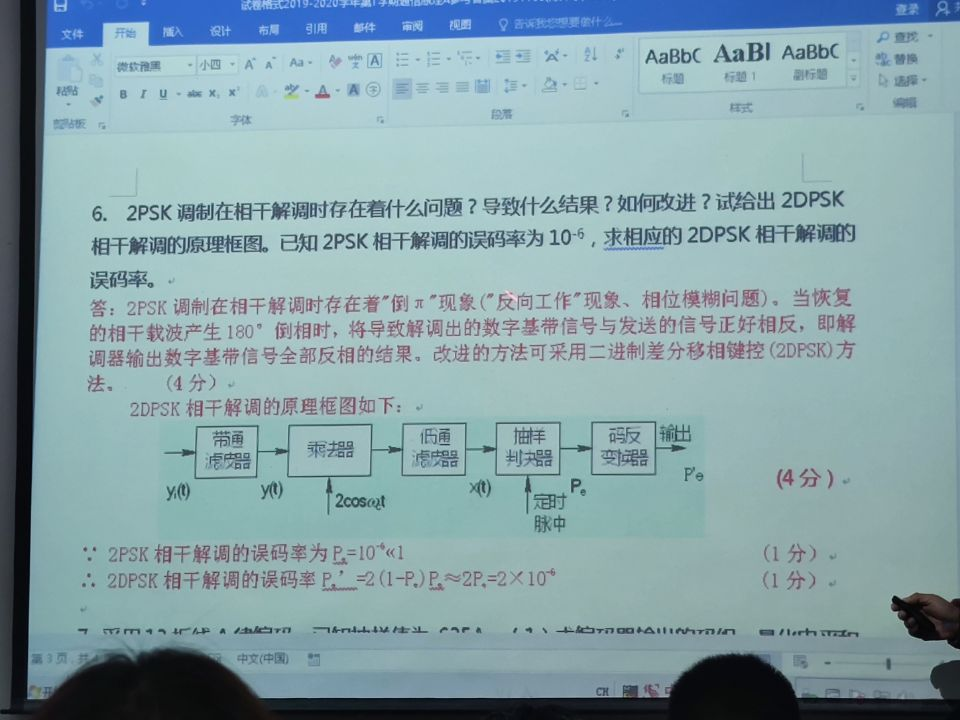 文件 开始 插入 设计 布局 引用 邮件 审阅 视图 告诉我您想要做什么... 登录
粘贴 微软雅黑 小四 查找
替换
B I U abc X₂ X² 选择
AaBbC AaBl AaBbC
标题 标题 1 副标题
剪贴板 字体 段落 样式 编辑
6. 2PSK 调制在相干解调时存在着什么问题?导致什么结果?如何改进?试给出 2DPSK
相干解调的原理框图。已知 2PSK 相干解调的误码率为 10⁻⁶,求相应的 2DPSK 相干解调的
误码率。
答: 2PSK 调制在相干解调时存在着"倒 π"现象("反向工作"现象、相位模糊问题)。当恢复
的相干载波产生 180° 倒相时,将导致解调出的数字基带信号与发送的信号正好相反,即解
调器输出数字基带信号全部反相的结果。改进的方法可采用二进制差分移相键控(2DPSK)方
法。 (4 分)
2DPSK 相干解调的原理框图如下:
带通
滤波器
乘法器
低通
滤波器
抽样
判决器
码反
变换器
输出
yᵢ(t) y(t) 2cosω꜀t x(t) 定时
脉冲 Pₑ P'ₑ
(4 分)
∵ 2PSK 相干解调的误码率为 Pₑ=10⁻⁶«1 (1 分)
∴ 2DPSK 相干解调的误码率 Pₑ'=2(1-Pₑ)Pₑ≈2Pₑ=2×10⁻⁶ (1 分)
第 3 页,共 中文(中国)
CH